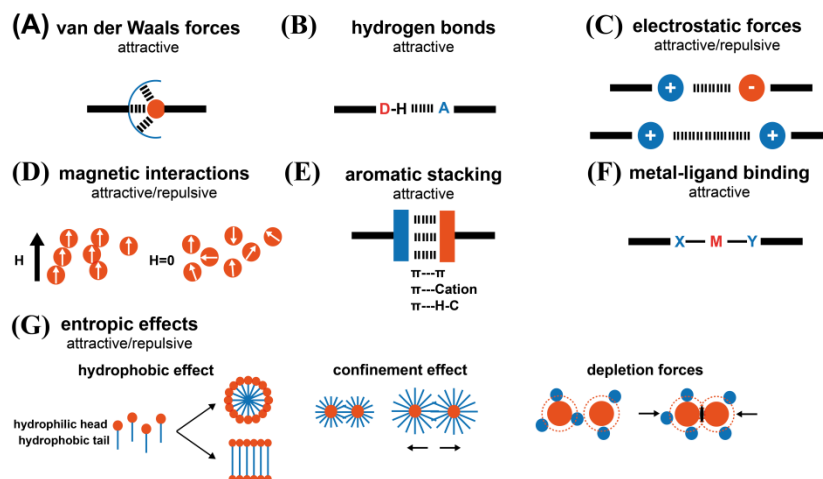 (A) van der Waals forces
attractive
(B) hydrogen bonds
attractive
D-H A
(C) electrostatic forces
attractive/repulsive
+ -
+ +
(D) magnetic interactions
attractive/repulsive
H H=0
(E) aromatic stacking
attractive
π---π
π---Cation
π---H-C
(F) metal-ligand binding
attractive
X M Y
(G) entropic effects
attractive/repulsive
hydrophobic effect
hydrophilic head
hydrophobic tail
confinement effect
depletion forces